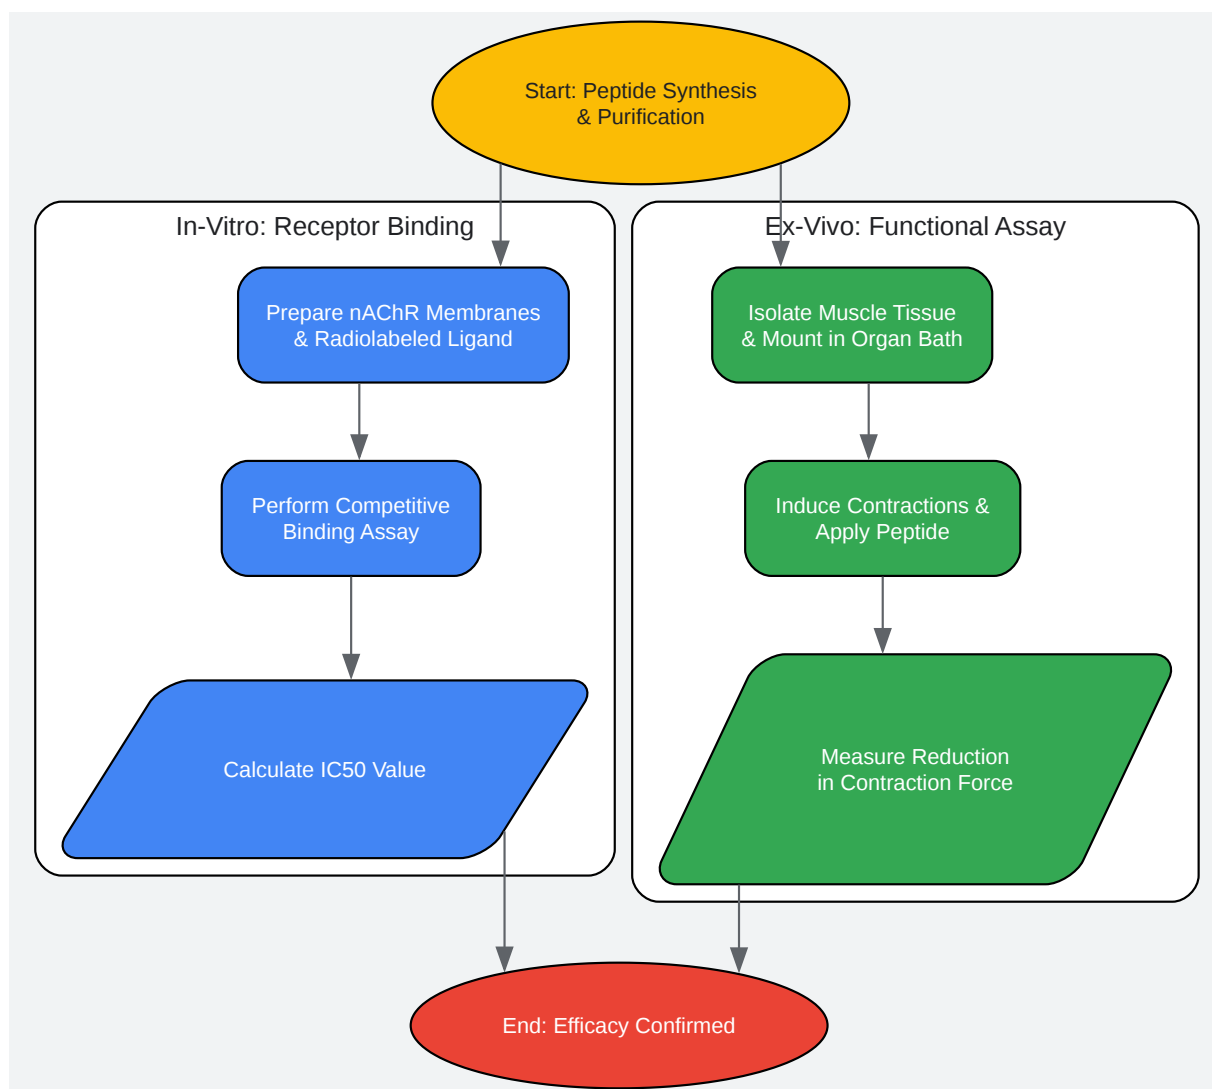 Start: Peptide Synthesis
& Purification
In-Vitro: Receptor Binding
Prepare nAChR Membranes
& Radiolabeled Ligand
Perform Competitive
Binding Assay
Calculate IC50 Value
Ex-Vivo: Functional Assay
Isolate Muscle Tissue
& Mount in Organ Bath
Induce Contractions &
Apply Peptide
Measure Reduction
in Contraction Force
End: Efficacy Confirmed